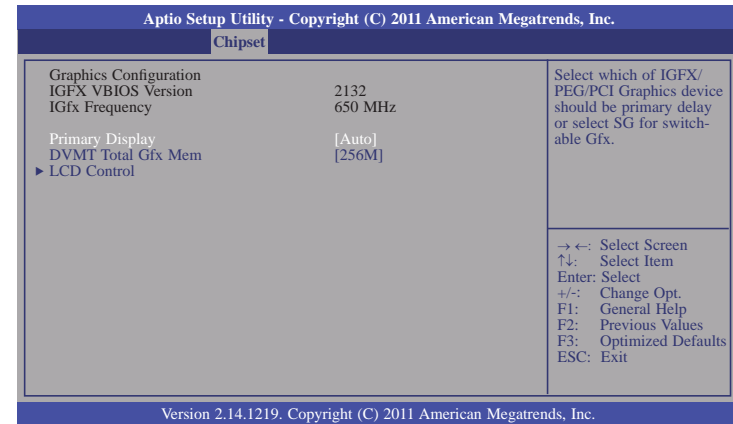 Aptio Setup Utility - Copyright (C) 2011 American Megatrends, Inc.
Chipset
Graphics Configuration
IGFX VBIOS Version 2132
IGfx Frequency 650 MHz
Primary Display [Auto]
DVMT Total Gfx Mem [256M]
▶ LCD Control
Select which of IGFX/
PEG/PCI Graphics device
should be primary delay
or select SG for switch-
able Gfx.
→ ←: Select Screen
↑↓: Select Item
Enter: Select
+/-: Change Opt.
F1: General Help
F2: Previous Values
F3: Optimized Defaults
ESC: Exit
Version 2.14.1219. Copyright (C) 2011 American Megatrends, Inc.